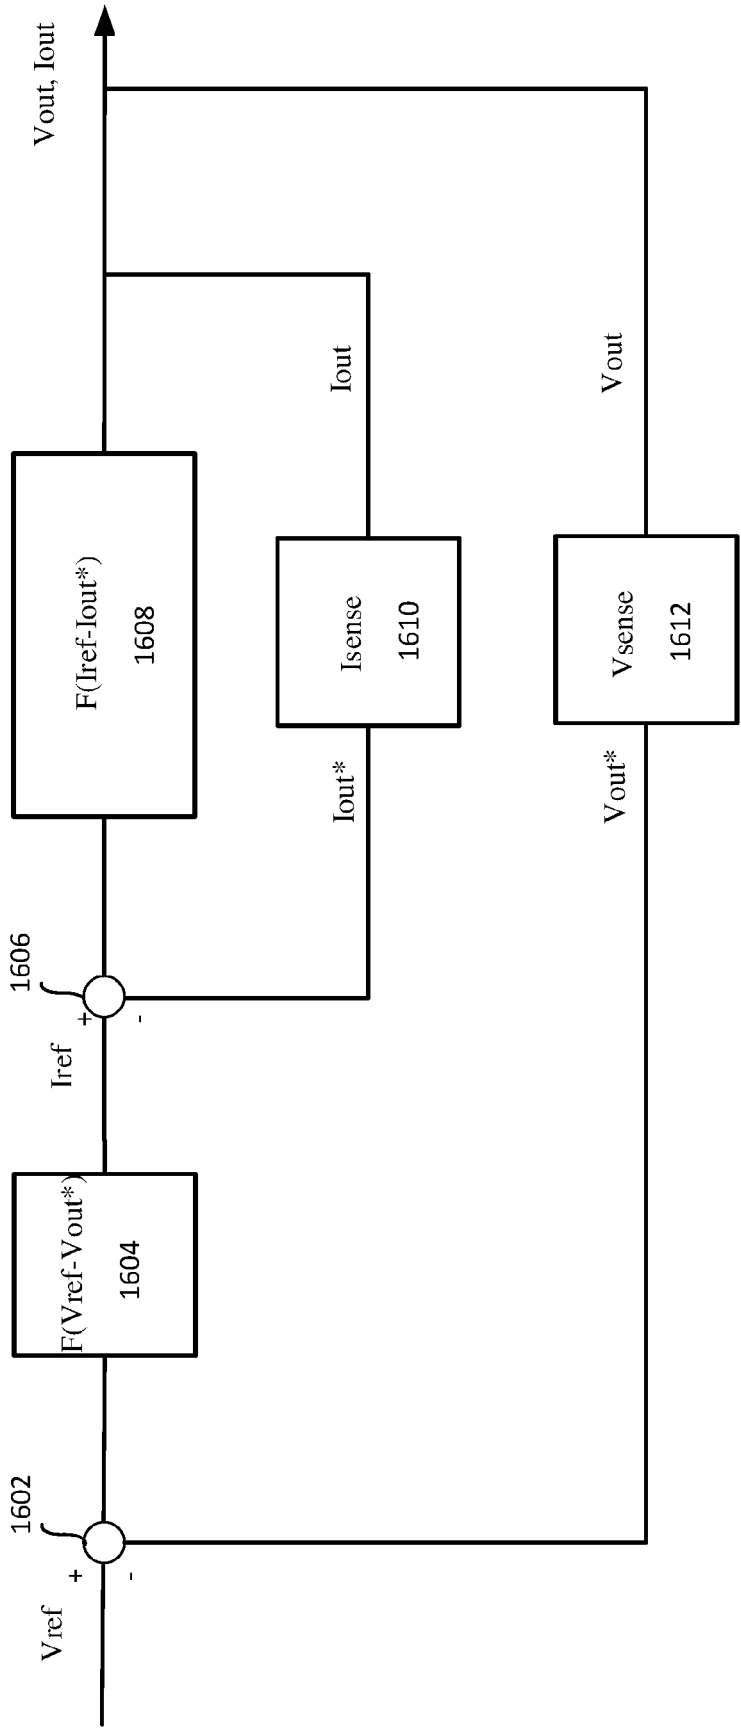 Vref
+
-
1602
F(Vref-Vout*)
1604
Iref
+
-
1606
F(Iref-Iout*)
1608
Vout, Iout
Iout*
Isense
1610
Iout
Vout*
Vsense
1612
Vout